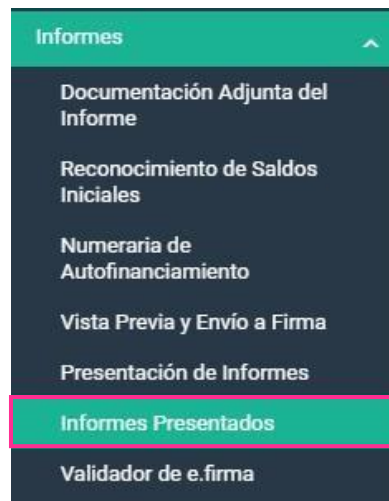 Informes
Documentación Adjunta del
Informe
Reconocimiento de Saldos
Iniciales
Numeraria de
Autofinanciamiento
Vista Previa y Envío a Firma
Presentación de Informes
Informes Presentados
Validador de e.firma